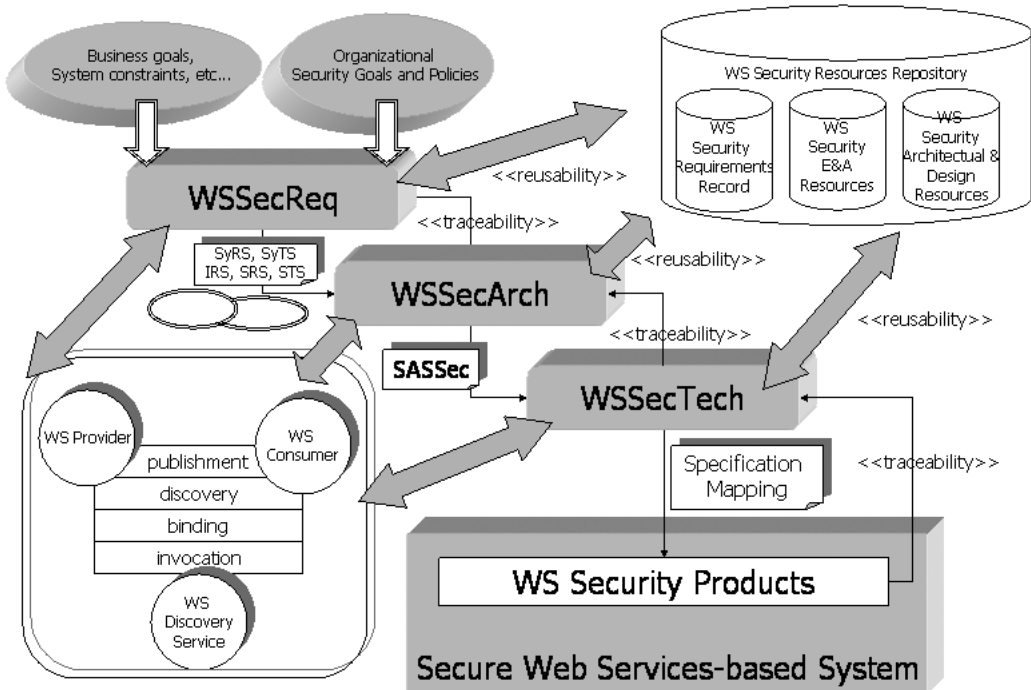 Business goals,
System constraints, etc...
Organizational
Security Goals and Policies
WS Security Resources Repository
WS
Security
Requirements
Record
WS
Security
E&A
Resources
WS
Security
Architectual &
Design
Resources
<<reusability>>
WSSecReq
<<traceability>>
SyRS, SyTS
IRS, SRS, STS
<<reusability>>
WSSecArch
<<reusability>>
<<traceability>>
SASSec
WSSecTech
WS Provider
WS
Consumer
publishment
discovery
binding
invocation
WS
Discovery
Service
Specification
Mapping
<<traceability>>
WS Security Products
Secure Web Services-based System